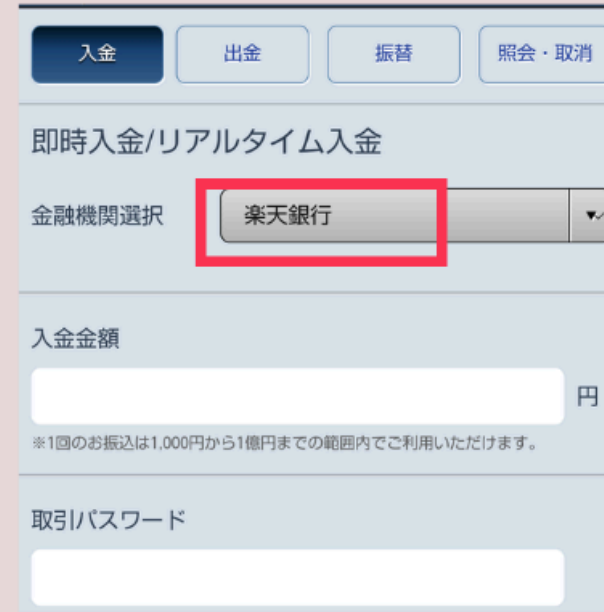 入金 出金 振替 照会・取消
即時入金/リアルタイム入金
金融機関選択 楽天銀行
入金金額
円
※1回のお振込は1,000円から1億円までの範囲内でご利用いただけます。
取引パスワード